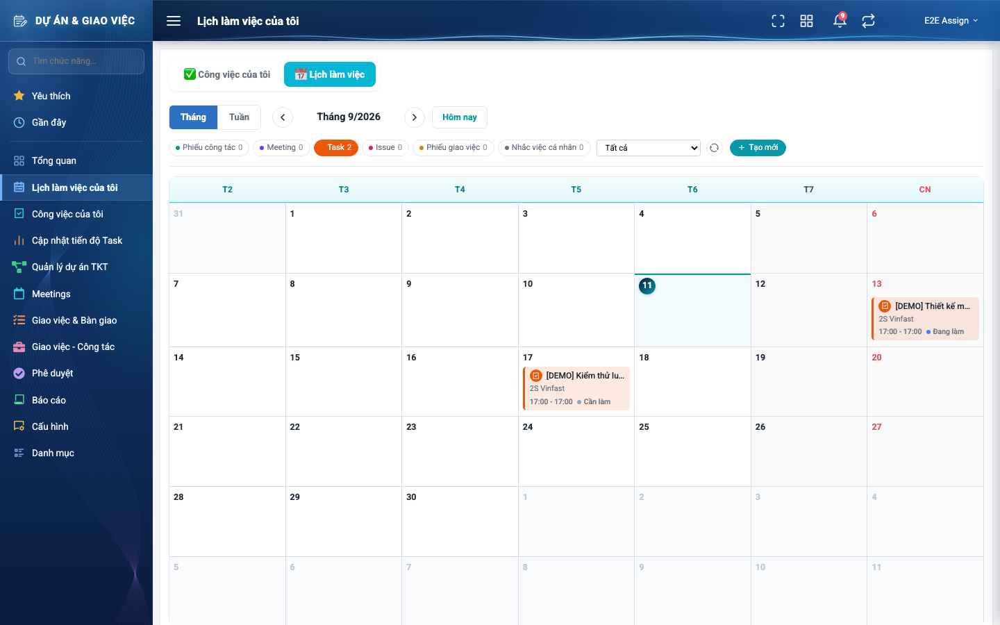 DỰ ÁN & GIAO VIỆC
Lịch làm việc của tôi
9
E2E Assign
Tìm chức năng...
Yêu thích
Gần đây
Tổng quan
Lịch làm việc của tôi
Công việc của tôi
Cập nhật tiến độ Task
Quản lý dự án TKT
Meetings
Giao việc & Bàn giao
Giao việc - Công tác
Phê duyệt
Báo cáo
Cấu hình
Danh mục
✅ Công việc của tôi
📅 17 Lịch làm việc
Tháng Tuần Tháng 9/2026 Hôm nay
Phiếu công tác 0 Meeting 0 Task 2 Issue 0 Phiếu giao việc 0 Nhắc việc cá nhân 0 Tất cả + Tạo mới
T2 T3 T4 T5 T6 T7 CN
31 1 2 3 4 5 6
7 8 9 10 11 12 13
[DEMO] Thiết kế m...
2S Vinfast
17:00 - 17:00 Đang làm
14 15 16 17 18 19 20
[DEMO] Kiểm thử lu...
2S Vinfast
17:00 - 17:00 Cần làm
21 22 23 24 25 26 27
28 29 30 1 2 3 4
5 6 7 8 9 10 11